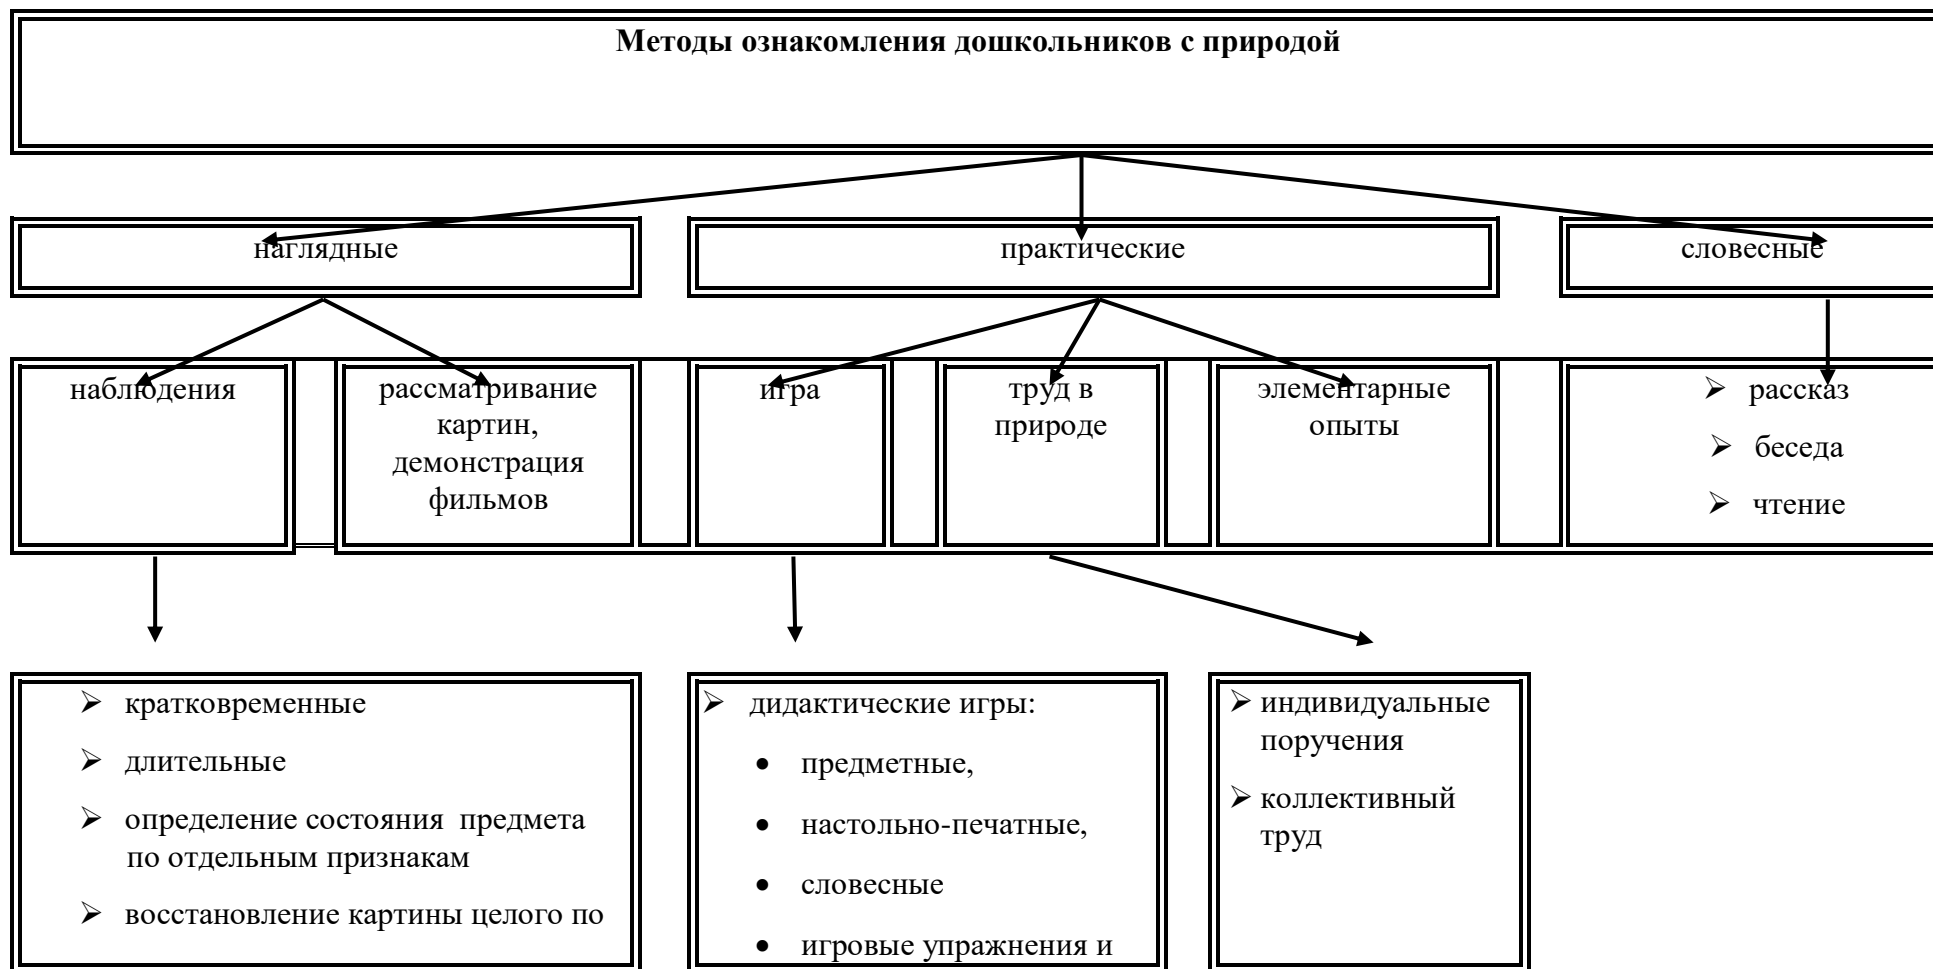 Методы ознакомления дошкольников с природой
наглядные
практические
словесные
наблюдения
рассматривание
картин,
демонстрация
фильмов
игра
труд в
природе
элементарные
опыты
➢ рассказ
➢ беседа
➢ чтение
➢ кратковременные
➢ длительные
➢ определение состояния предмета
по отдельным признакам
➢ восстановление картины целого по
➢ дидактические игры:
• предметные,
• настольно-печатные,
• словесные
• игровые упражнения и
➢ индивидуальные
поручения
➢ коллективный
труд